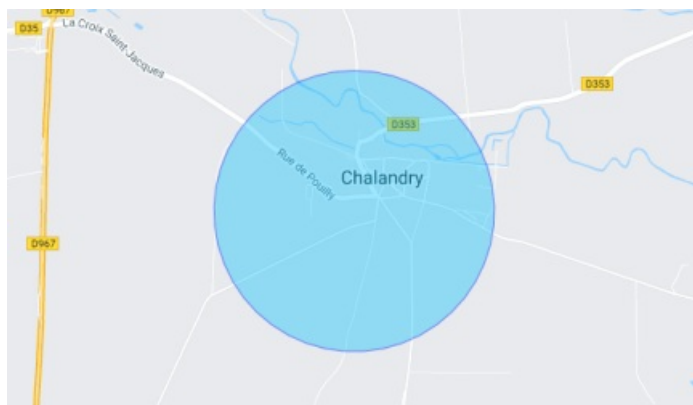 D967
D35
La Croix Saint-Jacques
D353
D353
Rue de Pouilly
Chalandry
D967